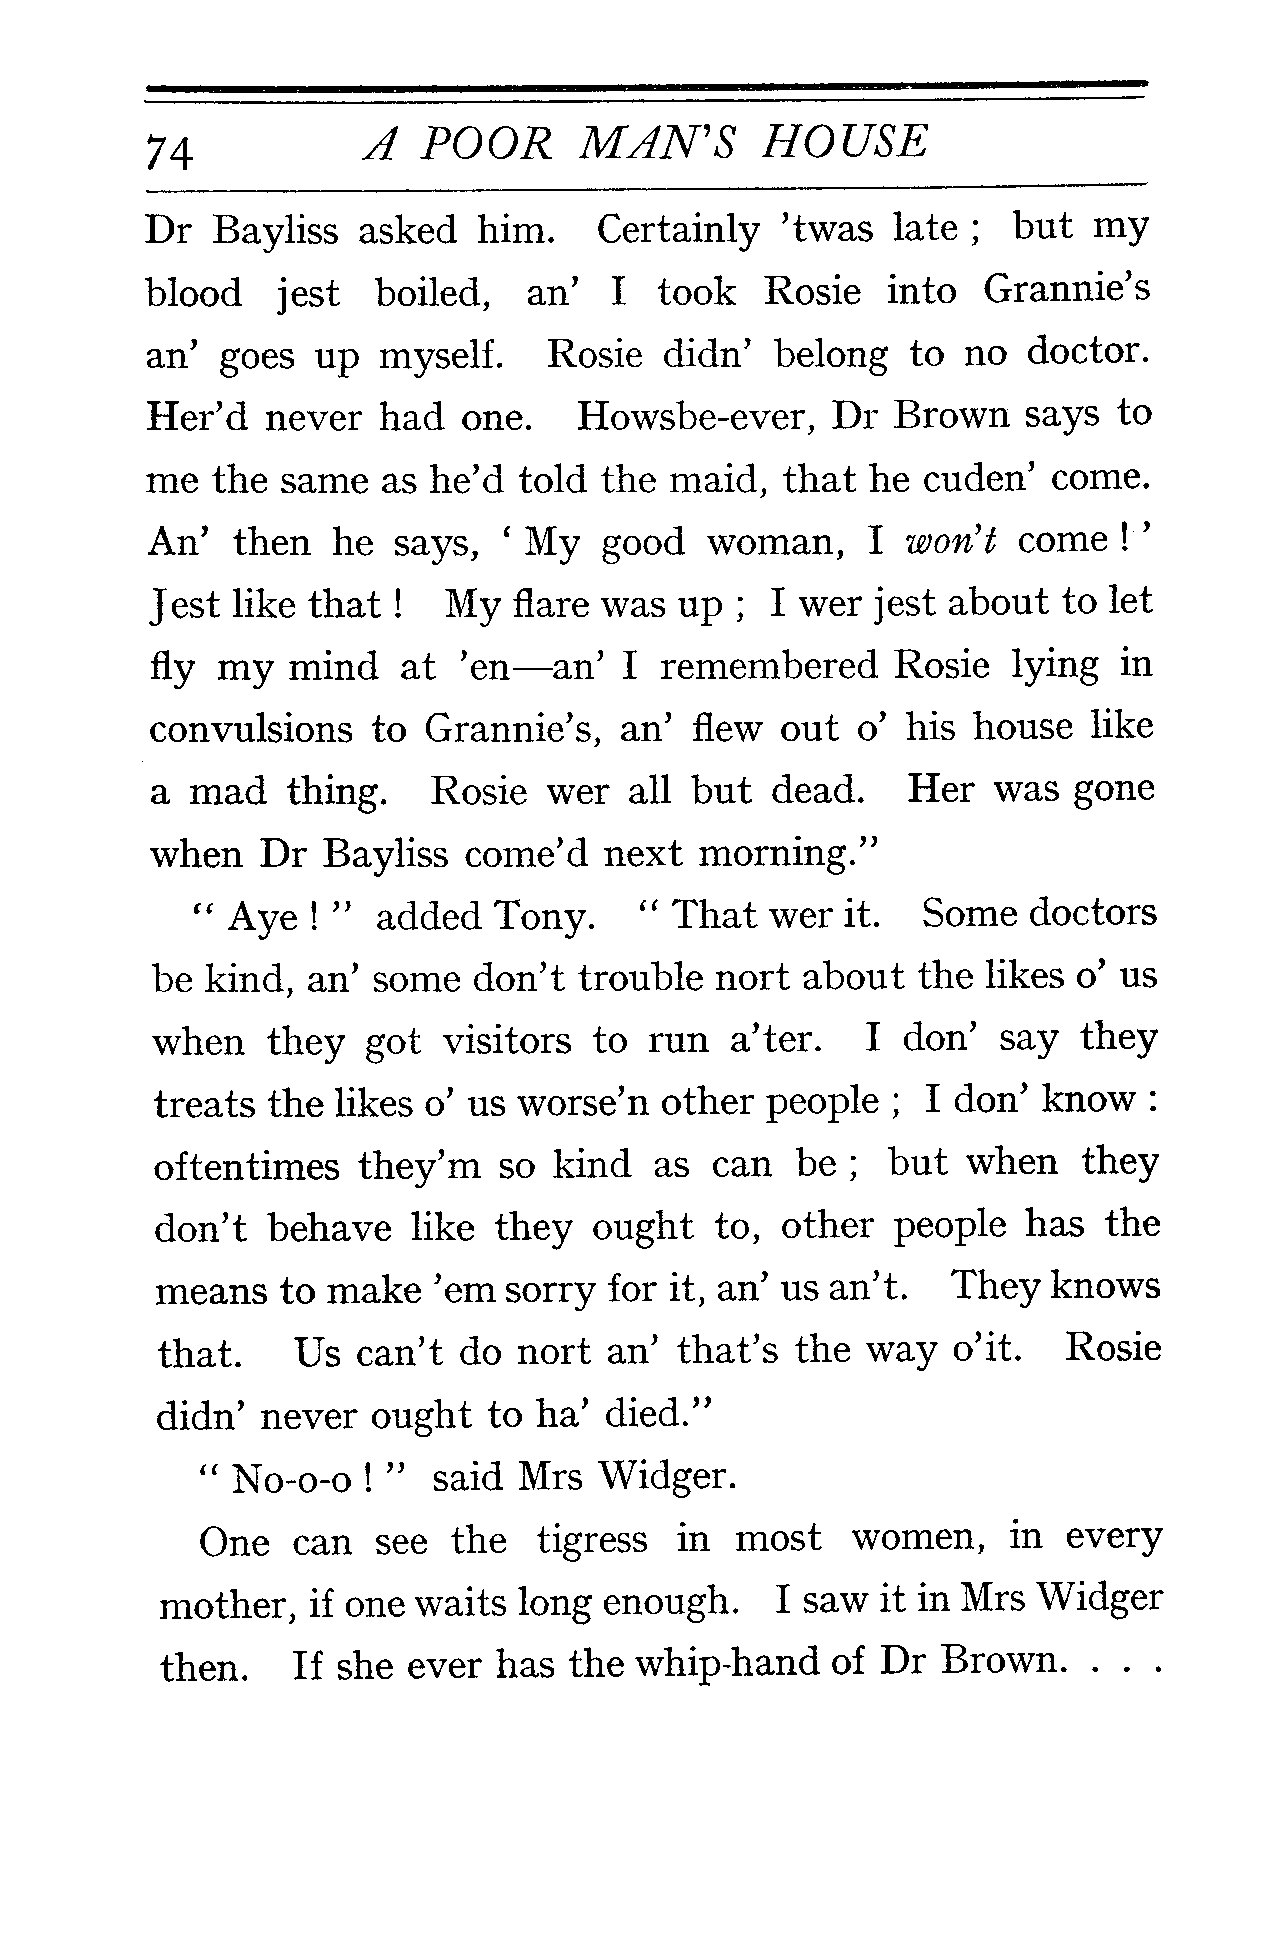 74 A POOR MAN'S HOUSE
Dr Bayliss asked him. Certainly 'twas late ; but my
blood jest boiled, an' I took Rosie into Grannie's
an' goes up myself. Rosie didn' belong to no doctor.
Her'd never had one. Howsbe-ever, Dr Brown says to
me the same as he'd told the maid, that he cuden' come.
An' then he says, ‘ My good woman, I won't come ! ’
Jest like that ! My flare was up ; I wer jest about to let
fly my mind at 'en—an' I remembered Rosie lying in
convulsions to Grannie's, an' flew out o' his house like
a mad thing. Rosie wer all but dead. Her was gone
when Dr Bayliss come'd next morning.”
“ Aye ! ” added Tony. “ That wer it. Some doctors
be kind, an' some don't trouble nort about the likes o' us
when they got visitors to run a'ter. I don' say they
treats the likes o' us worse'n other people ; I don' know :
oftentimes they'm so kind as can be ; but when they
don't behave like they ought to, other people has the
means to make 'em sorry for it, an' us an't. They knows
that. Us can't do nort an' that's the way o'it. Rosie
didn' never ought to ha' died.”
“ No-o-o ! ” said Mrs Widger.
One can see the tigress in most women, in every
mother, if one waits long enough. I saw it in Mrs Widger
then. If she ever has the whip-hand of Dr Brown. . . .